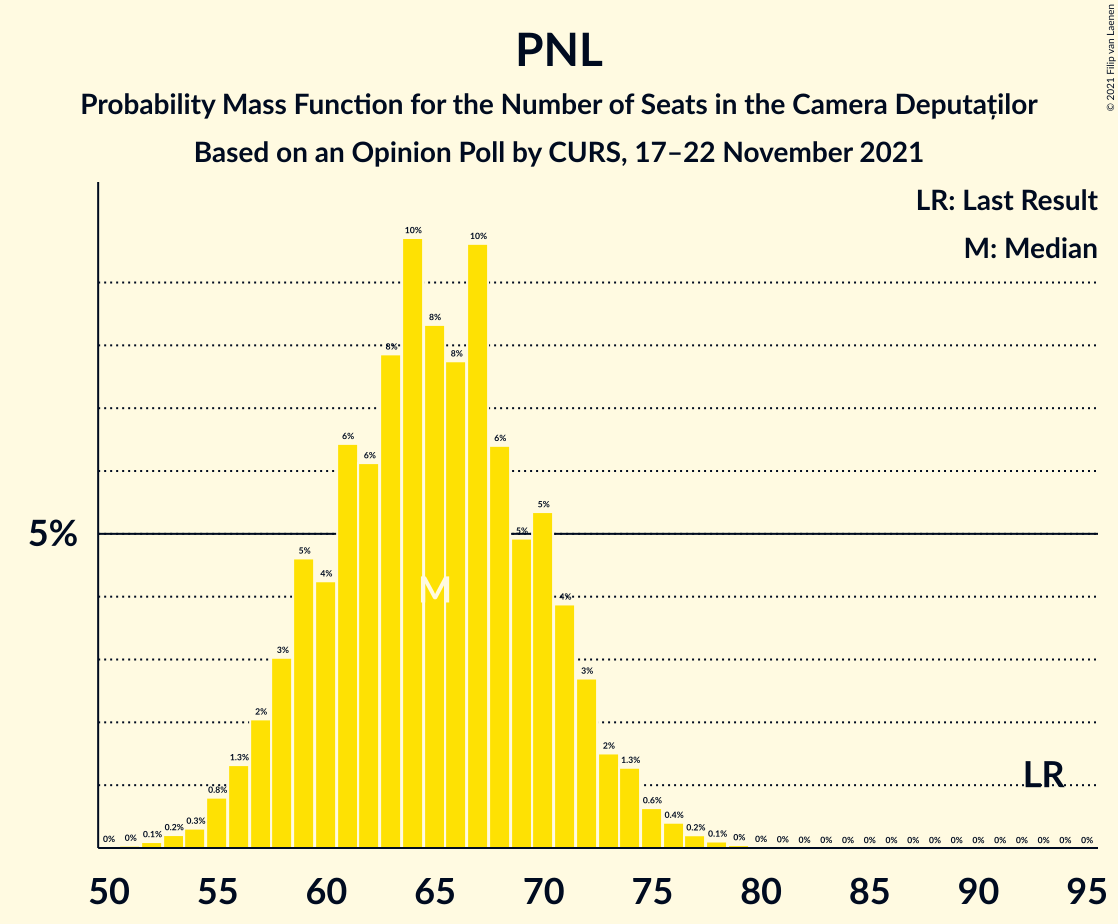 PNL
Probability Mass Function for the Number of Seats in the Camera Deputaților
Based on an Opinion Poll by CURS, 17–22 November 2021
© 2021 Filip van Laenen
LR: Last Result
M: Median
5%
0% 0% 0.1% 0.2% 0.3% 0.8% 1.3% 2% 3% 5% 4% 6% 6% 8% 10% 8% 8% 10% 6% 5% 5% 4% 3% 2% 1.3% 0.6% 0.4% 0.2% 0.1% 0% 0% 0% 0% 0% 0% 0% 0% 0% 0% 0% 0% 0% 0% 0% 0% 0%
M
LR
50 55 60 65 70 75 80 85 90 95